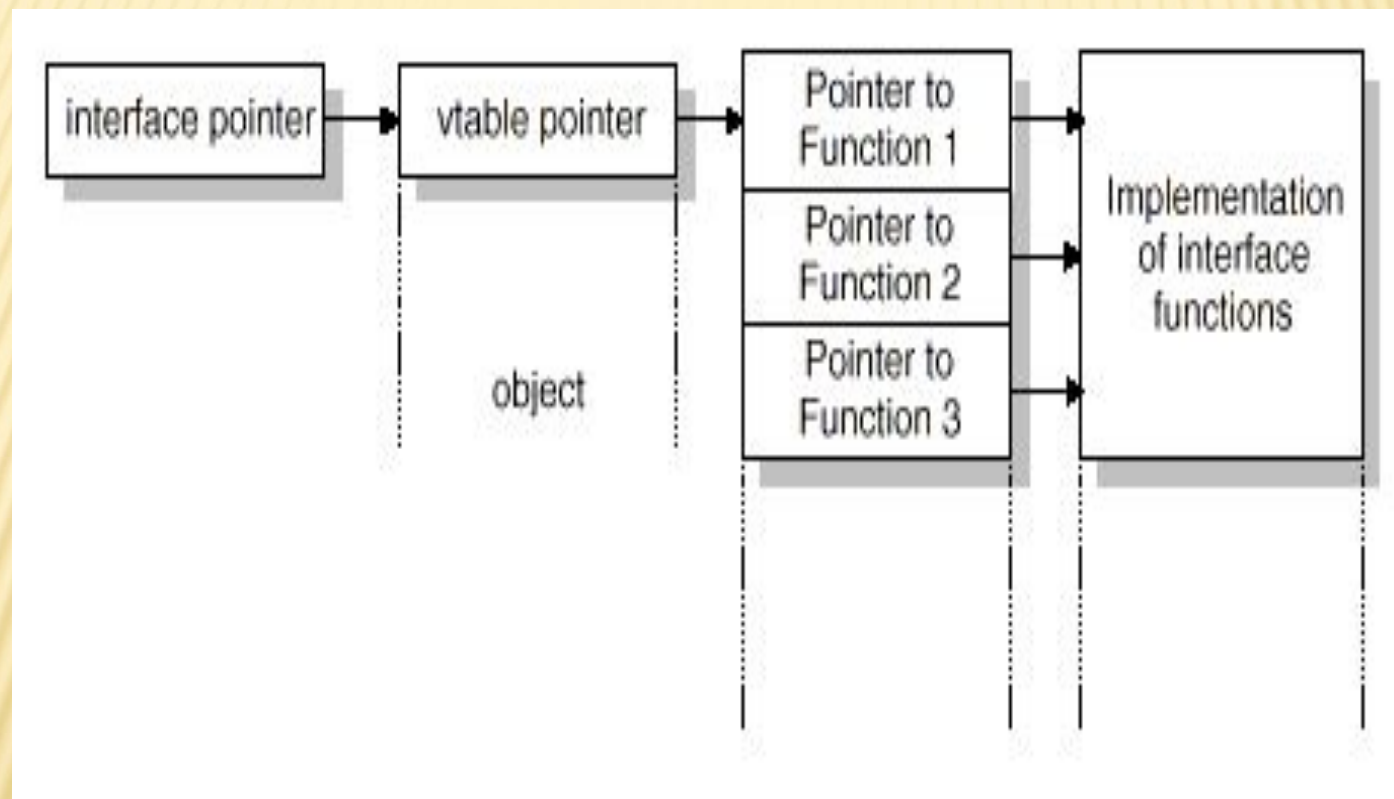 interface pointer
vtable pointer
object
Pointer to
Function 1
Pointer to
Function 2
Pointer to
Function 3
Implementation
of interface
functions